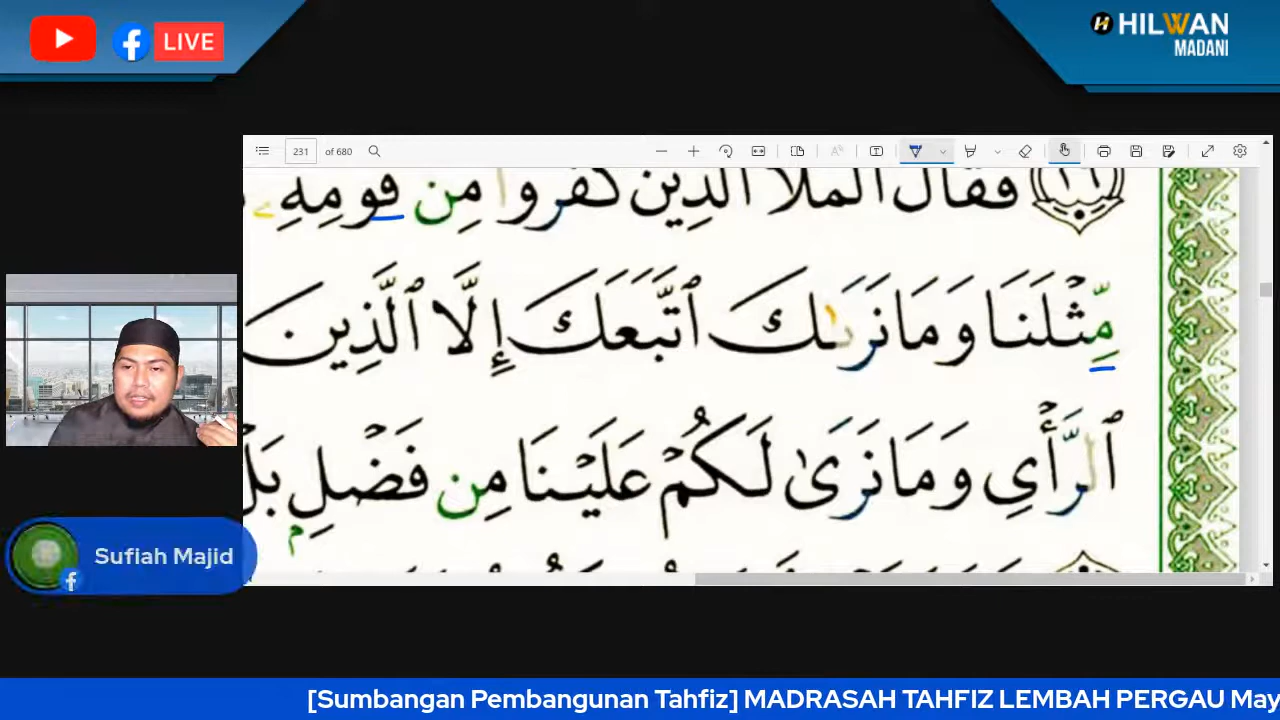 LIVE
HILWAN
MADANI
231 of 680
فَقَالَ ٱلْمَلَأُ ٱلَّذِينَ كَفَرُوا۟ مِن قَوْمِهِۦ
مِّثْلَنَا وَمَا نَرَىٰكَ ٱتَّبَعَكَ إِلَّا ٱلَّذِينَ
ٱلرَّأْىِ وَمَا نَرَىٰ لَكُمْ عَلَيْنَا مِن فَضْلٍۭ بَلْ
Sufiah Majid
[Sumbangan Pembangunan Tahfiz] MADRASAH TAHFIZ LEMBAH PERGAU May